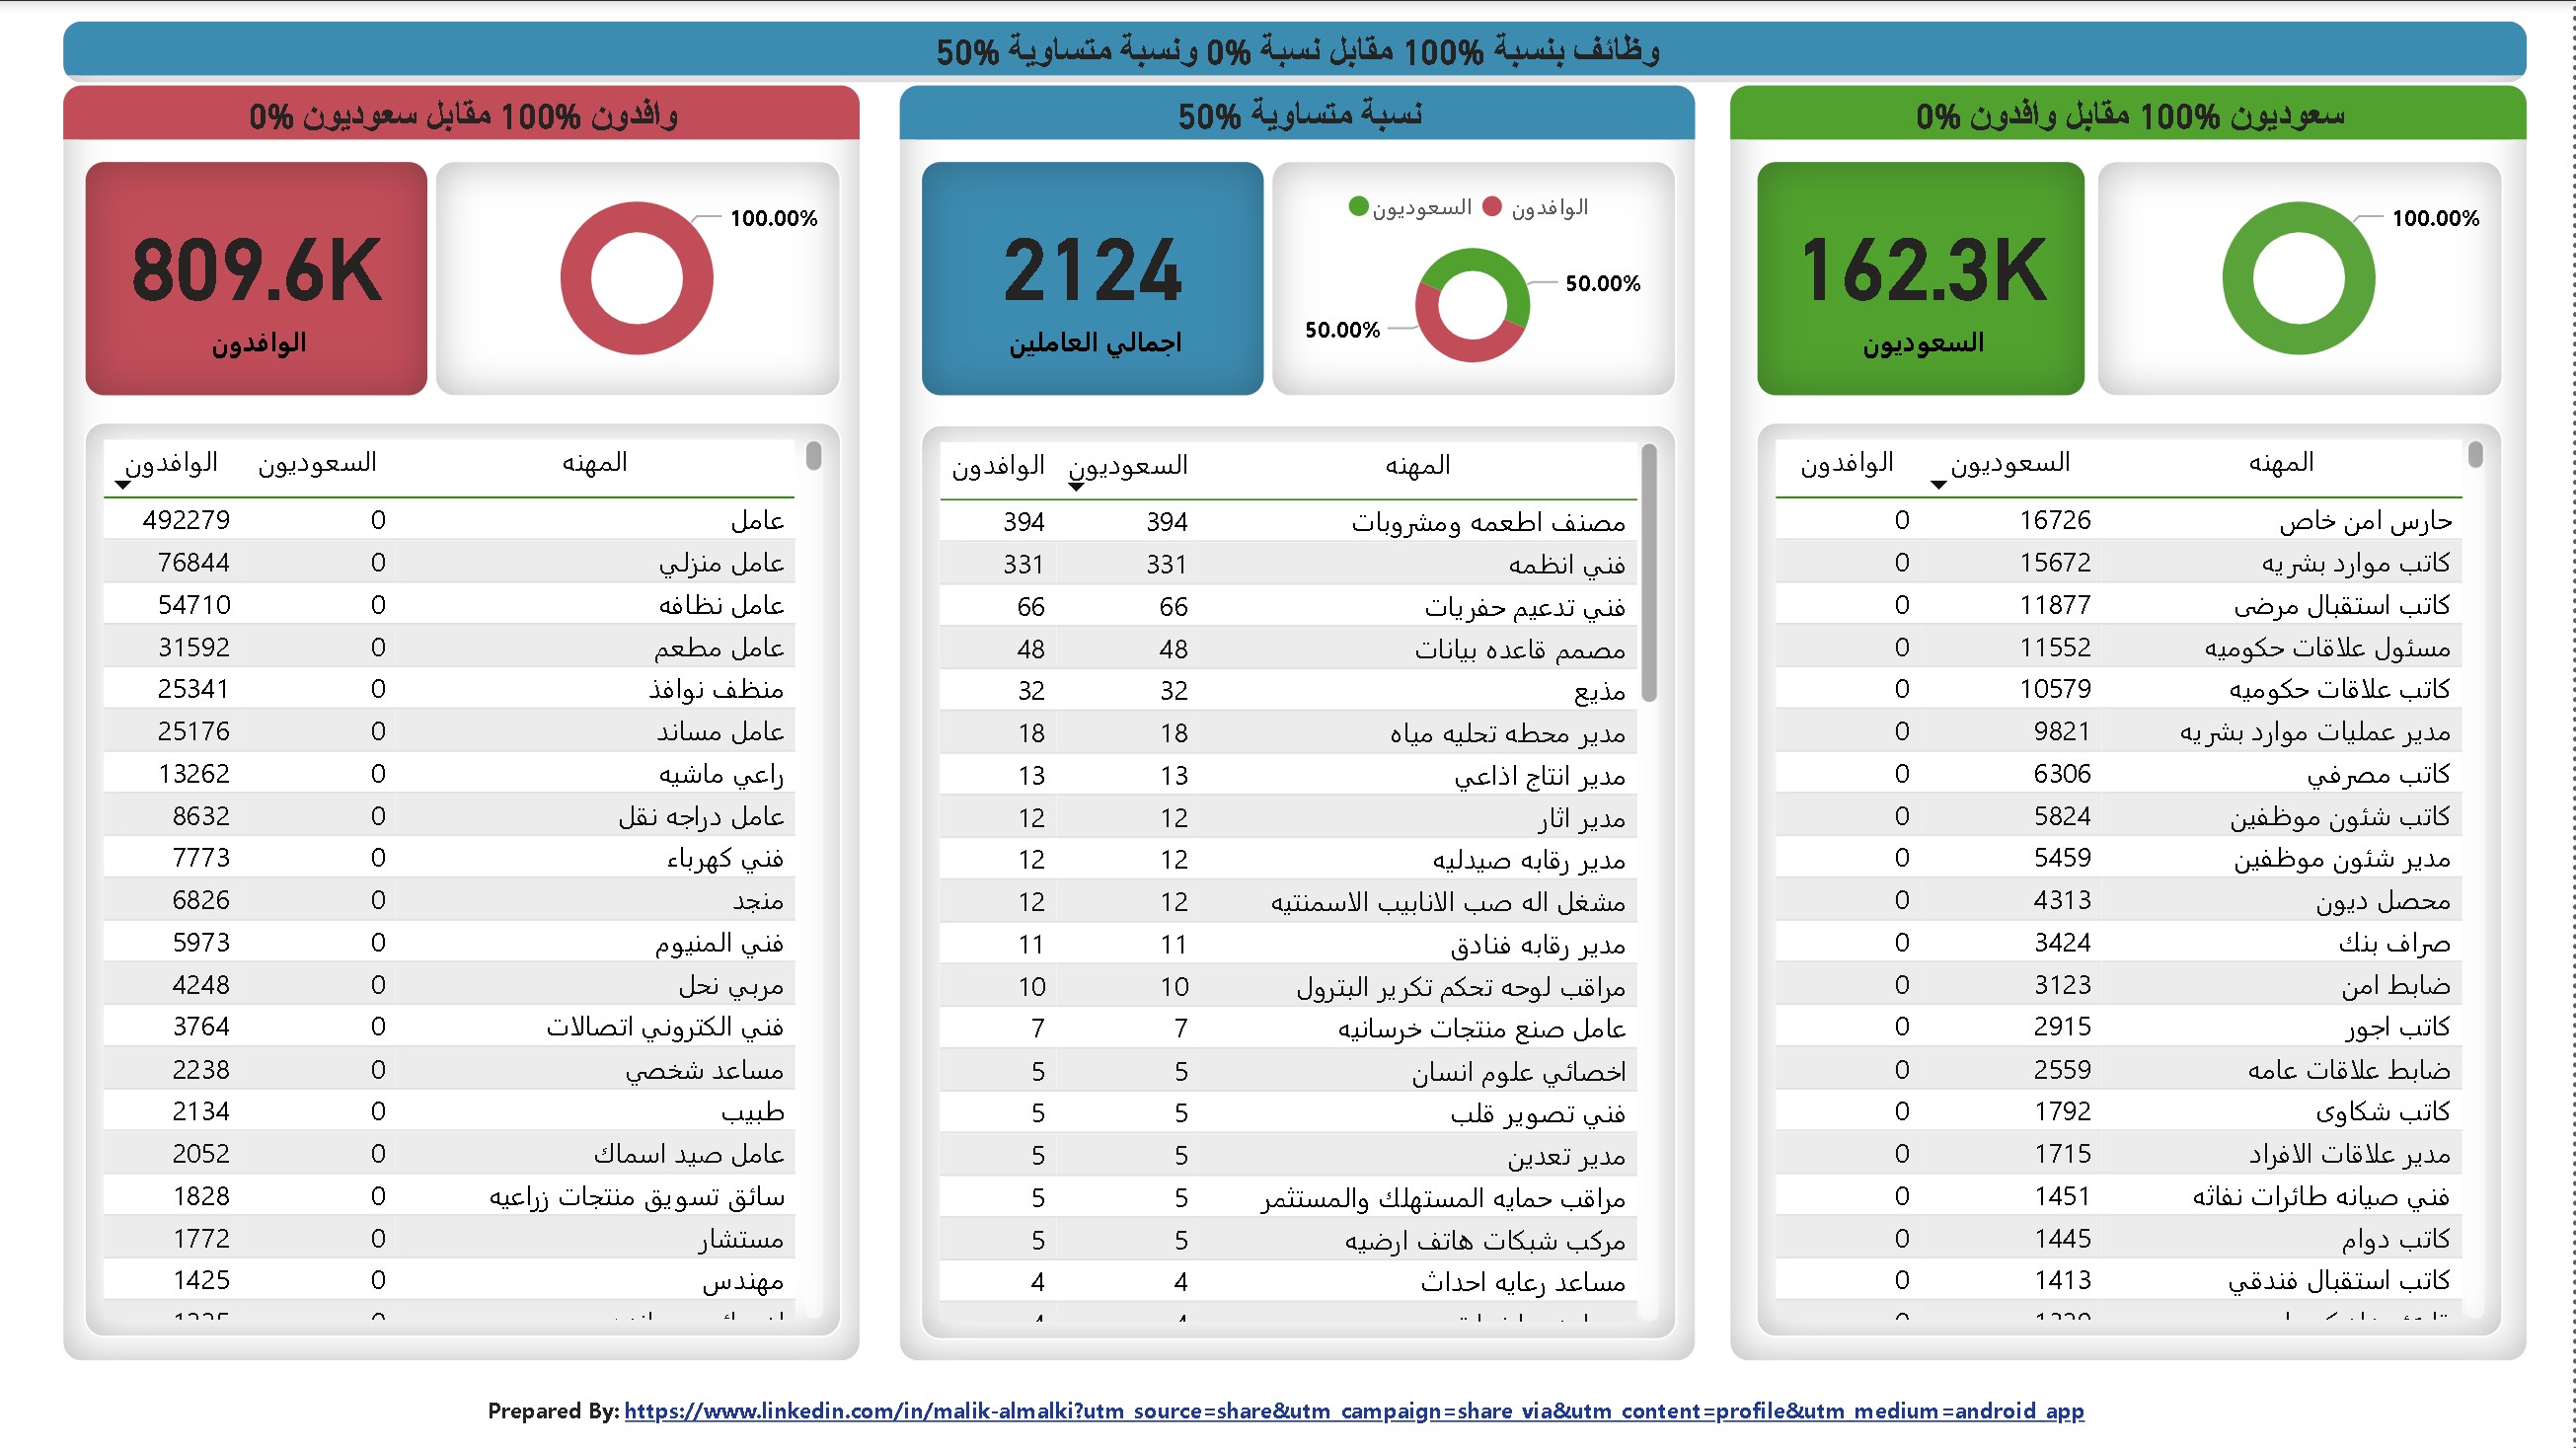 وظائف بنسبة 100% مقابل نسبة 0% ونسبة متساوية 50%
سعوديون 100% مقابل وافدون 0%
100.00%
162.3K
السعوديون
المهنه السعوديون الوافدون
حارس امن خاص 16726 0
كاتب موارد بشريه 15672 0
كاتب استقبال مرضى 11877 0
مسئول علاقات حكوميه 11552 0
كاتب علاقات حكوميه 10579 0
مدير عمليات موارد بشريه 9821 0
كاتب مصرفي 6306 0
كاتب شئون موظفين 5824 0
مدير شئون موظفين 5459 0
محصل ديون 4313 0
صراف بنك 3424 0
ضابط امن 3123 0
كاتب اجور 2915 0
ضابط علاقات عامه 2559 0
كاتب شكاوى 1792 0
مدير علاقات الافراد 1715 0
فني صيانه طائرات نفاثه 1451 0
كاتب دوام 1445 0
كاتب استقبال فندقي 1413 0
نسبة متساوية 50%
الوافدون السعوديون
50.00%
50.00%
2124
اجمالي العاملين
المهنه السعوديون الوافدون
مصنف اطعمه ومشروبات 394 394
فني انظمه 331 331
فني تدعيم حفريات 66 66
مصمم قاعده بيانات 48 48
مذيع 32 32
مدير محطه تحليه مياه 18 18
مدير انتاج اذاعي 13 13
مدير اثار 12 12
مدير رقابه صيدليه 12 12
مشغل اله صب الانابيب الاسمنتيه 12 12
مدير رقابه فنادق 11 11
مراقب لوحه تحكم تكرير البترول 10 10
عامل صنع منتجات خرسانيه 7 7
اخصائي علوم انسان 5 5
فني تصوير قلب 5 5
مدير تعدين 5 5
مراقب حمايه المستهلك والمستثمر 5 5
مركب شبكات هاتف ارضيه 5 5
مساعد رعايه احداث 4 4
وافدون 100% مقابل سعوديون 0%
100.00%
809.6K
الوافدون
المهنه السعوديون الوافدون
عامل 0 492279
عامل منزلي 0 76844
عامل نظافه 0 54710
عامل مطعم 0 31592
منظف نوافذ 0 25341
عامل مساند 0 25176
راعي ماشيه 0 13262
عامل دراجه نقل 0 8632
فني كهرباء 0 7773
منجد 0 6826
فني المنيوم 0 5973
مربي نحل 0 4248
فني الكتروني اتصالات 0 3764
مساعد شخصي 0 2238
طبيب 0 2134
عامل صيد اسماك 0 2052
سائق تسويق منتجات زراعيه 0 1828
مستشار 0 1772
مهندس 0 1425
Prepared By: https://www.linkedin.com/in/malik-almalki?utm_source=share&utm_campaign=share_via&utm_content=profile&utm_medium=android_app